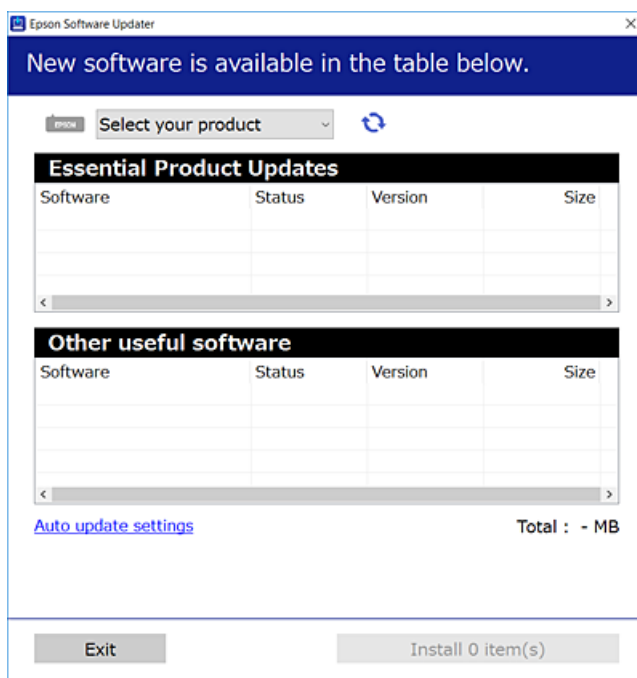 Epson Software Updater
New software is available in the table below.
EPSON Select your product
Essential Product Updates
Software Status Version Size
Other useful software
Software Status Version Size
Auto update settings Total : - MB
Exit Install 0 item(s)